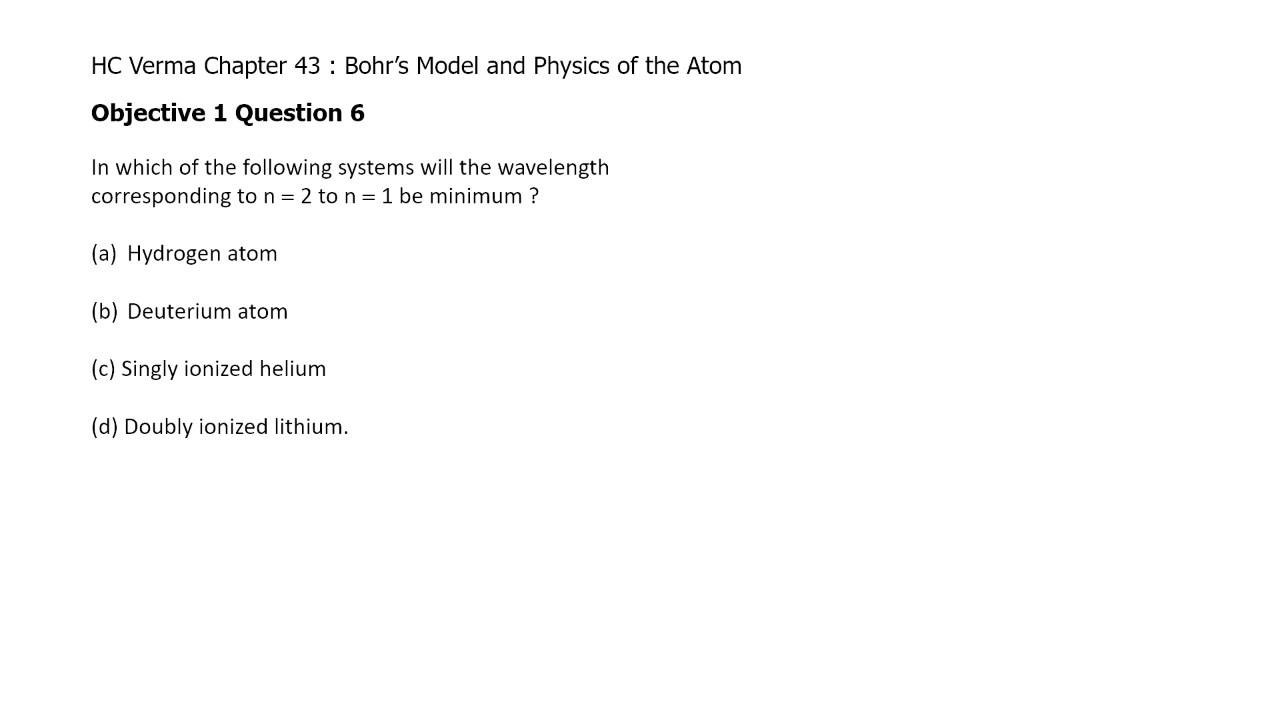 HC Verma Chapter 43 : Bohr’s Model and Physics of the Atom
Objective 1 Question 6
In which of the following systems will the wavelength
corresponding to n = 2 to n = 1 be minimum ?
(a) Hydrogen atom
(b) Deuterium atom
(c) Singly ionized helium
(d) Doubly ionized lithium.